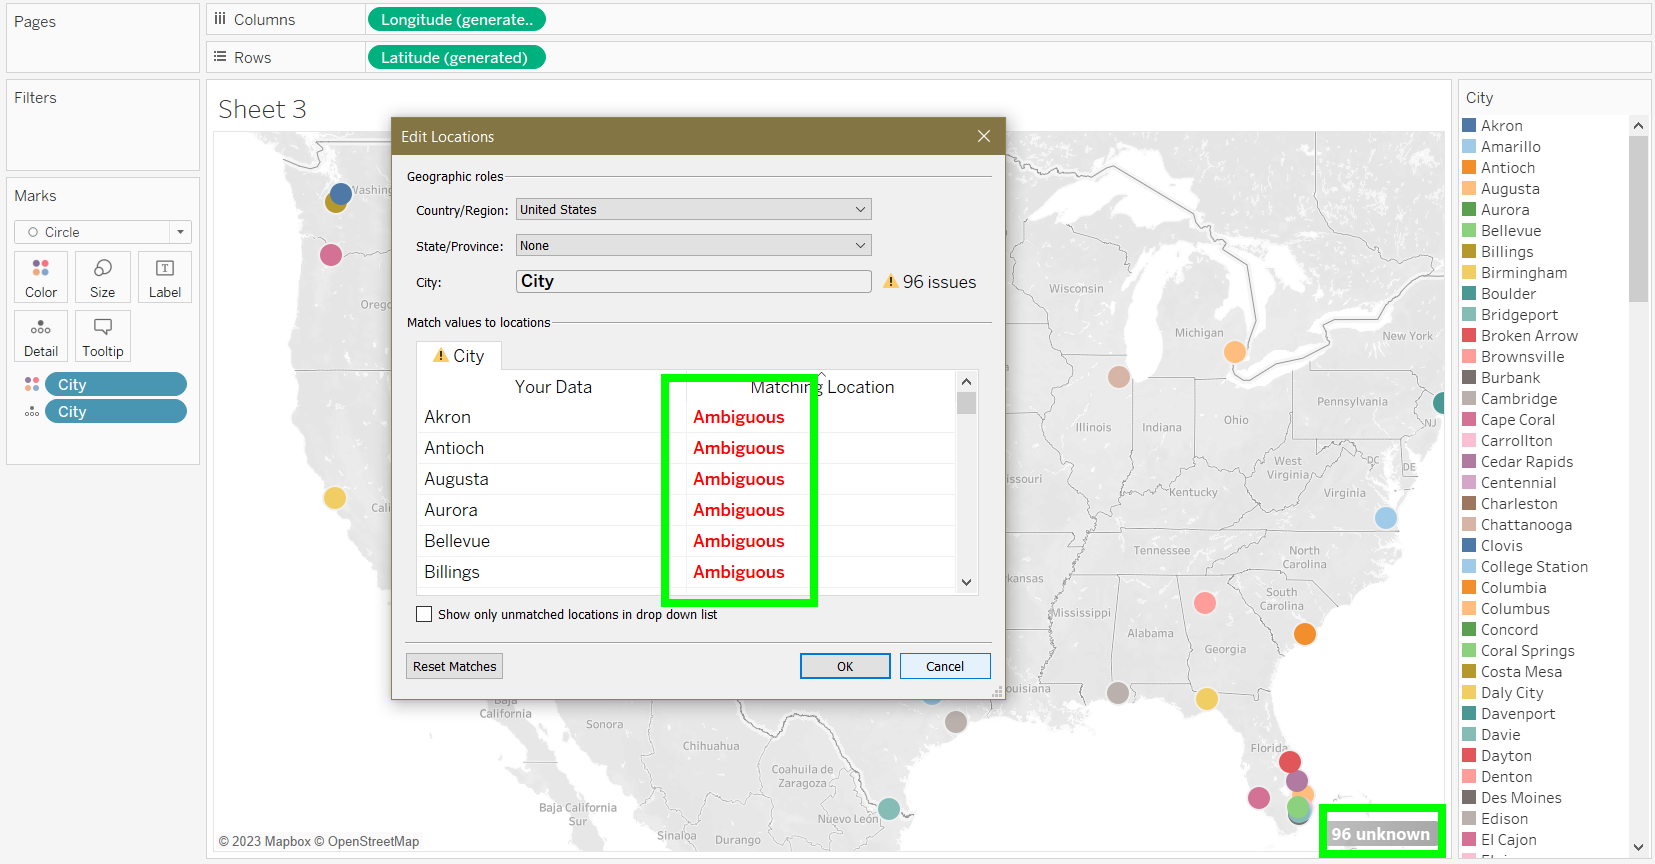 Pages
Columns
Longitude (generate..
Rows
Latitude (generated)
Filters
Sheet 3
Marks
Circle
Color
Size
Label
Detail
Tooltip
City
City
Edit Locations
Geographic roles
Country/Region:
United States
State/Province:
None
City:
City
96 issues
Match values to locations
City
Your Data
Matching Location
Akron
Ambiguous
Antioch
Ambiguous
Augusta
Ambiguous
Aurora
Ambiguous
Bellevue
Ambiguous
Billings
Ambiguous
Show only unmatched locations in drop down list
Reset Matches
OK
Cancel
Washing
Oreg
Cali
Wisconsin
Michigan
New York
Pennsylvania
NJ
Illinois
Indiana
Ohio
West
Virginia
DC
DE
Virginia
ssouri
Kentucky
Tennessee
North
Carolina
kansas
South
Carolina
Mississippi
Alabama
Georgia
ouisiana
Florida
Baja
California
Sonora
Chihuahua
Coahuila de
Zaragoza
Baja California
Sur
Nuevo León
Sinaloa
Durango
© 2023 Mapbox © OpenStreetMap
96 unknown
City
Akron
Amarillo
Antioch
Augusta
Aurora
Bellevue
Billings
Birmingham
Boulder
Bridgeport
Broken Arrow
Brownsville
Burbank
Cambridge
Cape Coral
Carrollton
Cedar Rapids
Centennial
Charleston
Chattanooga
Clovis
College Station
Columbia
Columbus
Concord
Coral Springs
Costa Mesa
Daly City
Davenport
Davie
Dayton
Denton
Des Moines
Edison
El Cajon